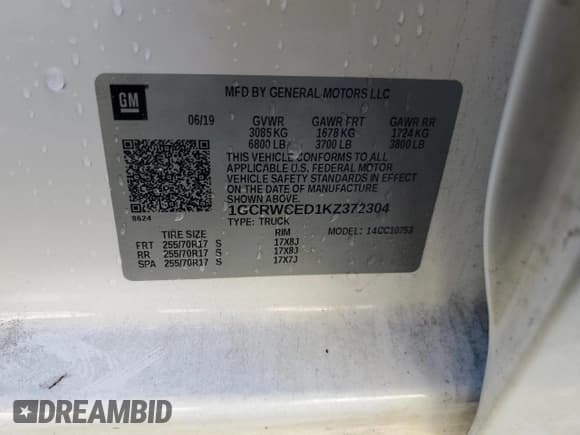 GM
MFD BY GENERAL MOTORS LLC
06/19 GVWR GAWR FRT GAWR RR
3085 KG 1678 KG 1724 KG
6800 LB 3700 LB 3800 LB
THIS VEHICLE CONFORMS TO ALL
APPLICABLE U.S. FEDERAL MOTOR
VEHICLE SAFETY STANDARDS IN EFFECT
ON THE DATE OF MANUFACTURE
SHOWN ABOVE.
1GCRWCED1KZ372304
8624
TYPE: TRUCK
MODEL: 14CC10753
TIRE SIZE RIM
FRT 255/70R17 S 17X8J
RR 255/70R17 S 17X8J
SPA 255/70R17 S 17X7J
DREAMBID